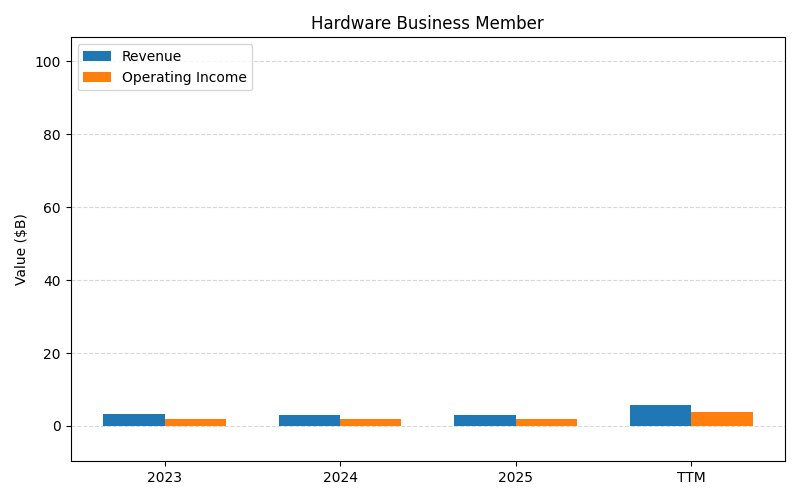 Hardware Business Member
Revenue
Operating Income
Value ($B)
100
80
60
40
20
0
2023 2024 2025 TTM